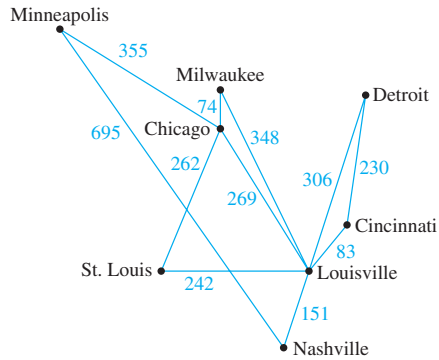 Minneapolis
355
Milwaukee
74
Detroit
Chicago
695
348
262
306
230
269
Cincinnati
83
St. Louis
242
Louisville
151
Nashville